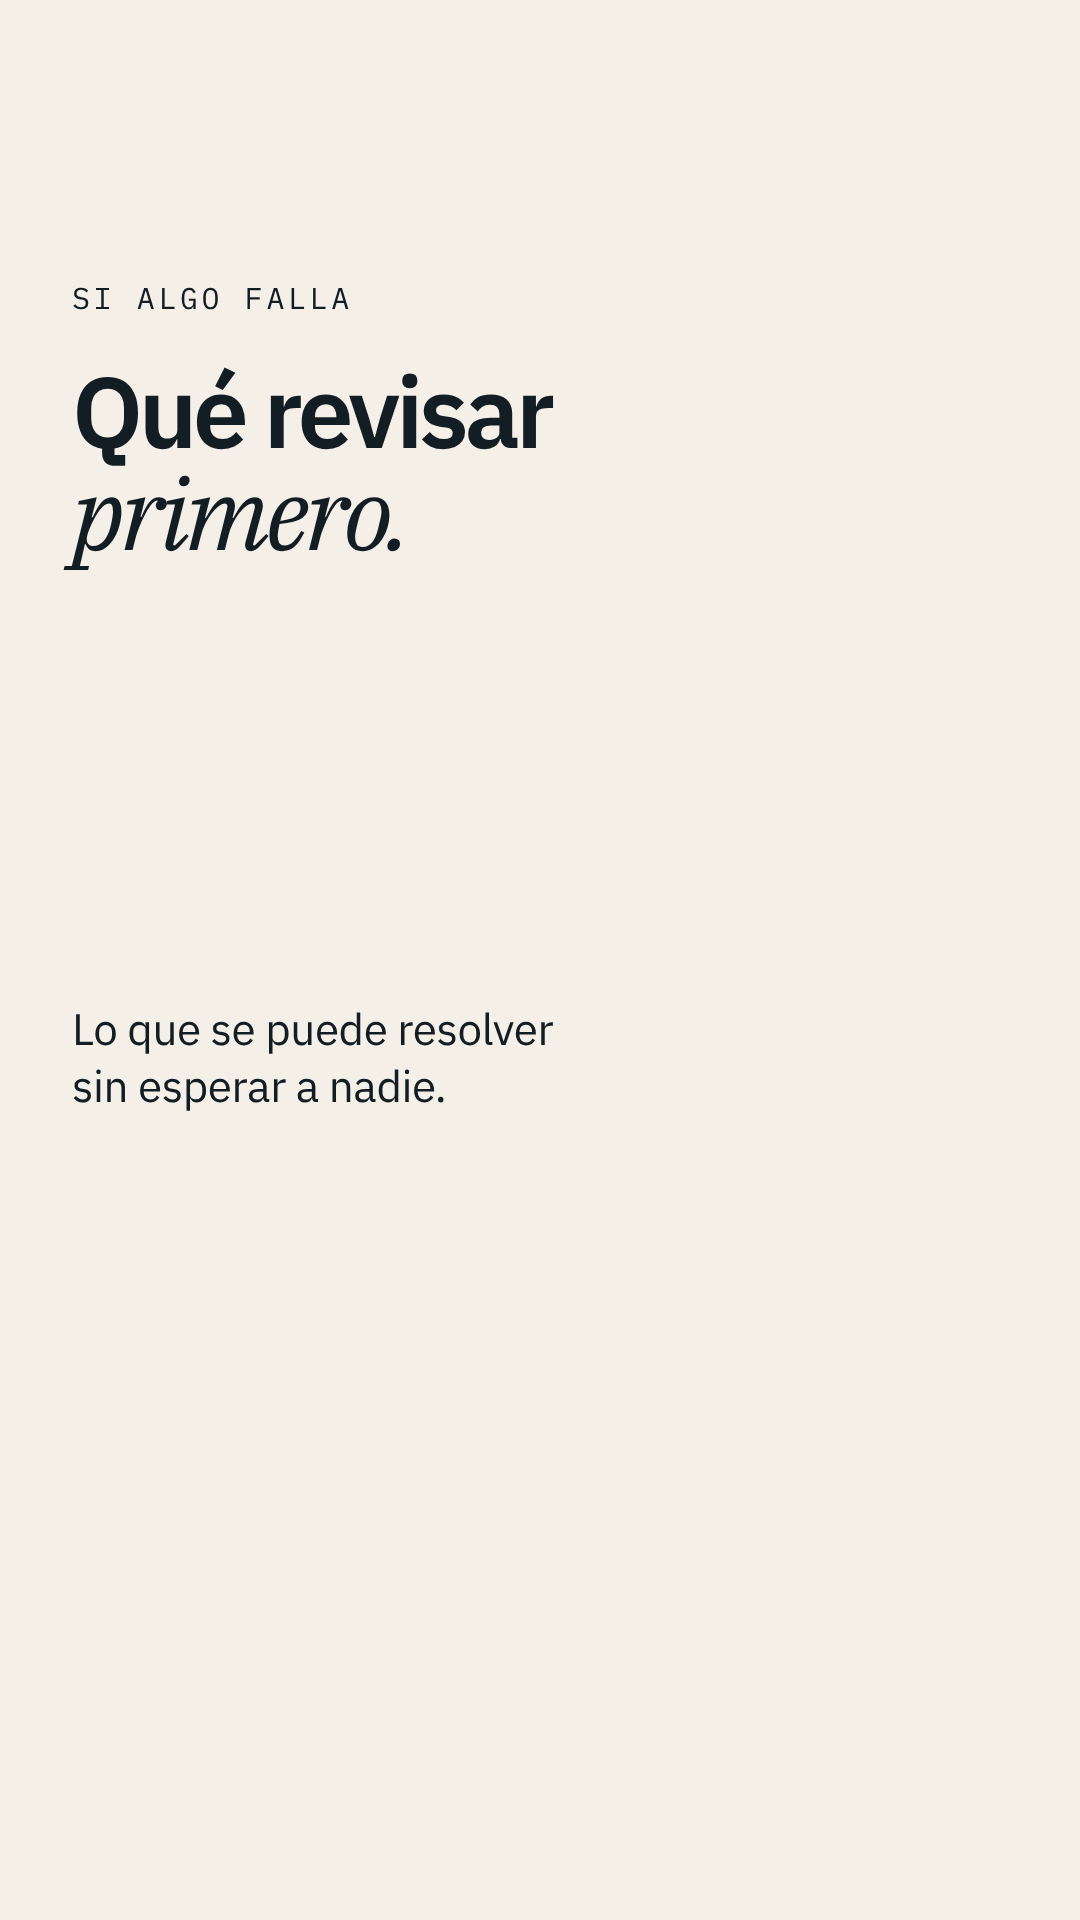 SI ALGO FALLA
Qué revisar
primero.
Lo que se puede resolver
sin esperar a nadie.